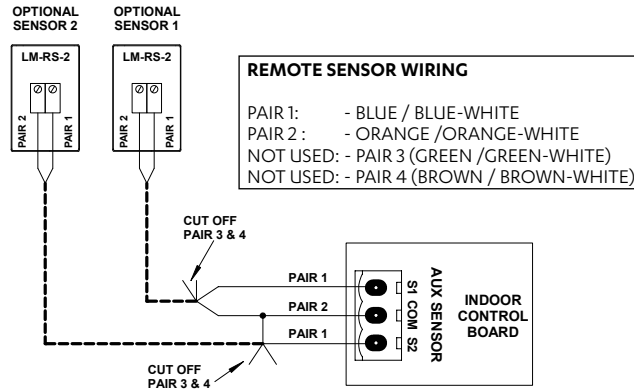 OPTIONAL
SENSOR 2
OPTIONAL
SENSOR 1
LM-RS-2
LM-RS-2
PAIR 2
PAIR 1
PAIR 2
PAIR 1
REMOTE SENSOR WIRING
PAIR 1: - BLUE / BLUE-WHITE
PAIR 2 : - ORANGE /ORANGE-WHITE
NOT USED: - PAIR 3 (GREEN /GREEN-WHITE)
NOT USED: - PAIR 4 (BROWN / BROWN-WHITE)
CUT OFF
PAIR 3 & 4
PAIR 1
PAIR 2
PAIR 1
S1 COM S2
AUX SENSOR
INDOOR
CONTROL
BOARD
CUT OFF
PAIR 3 & 4